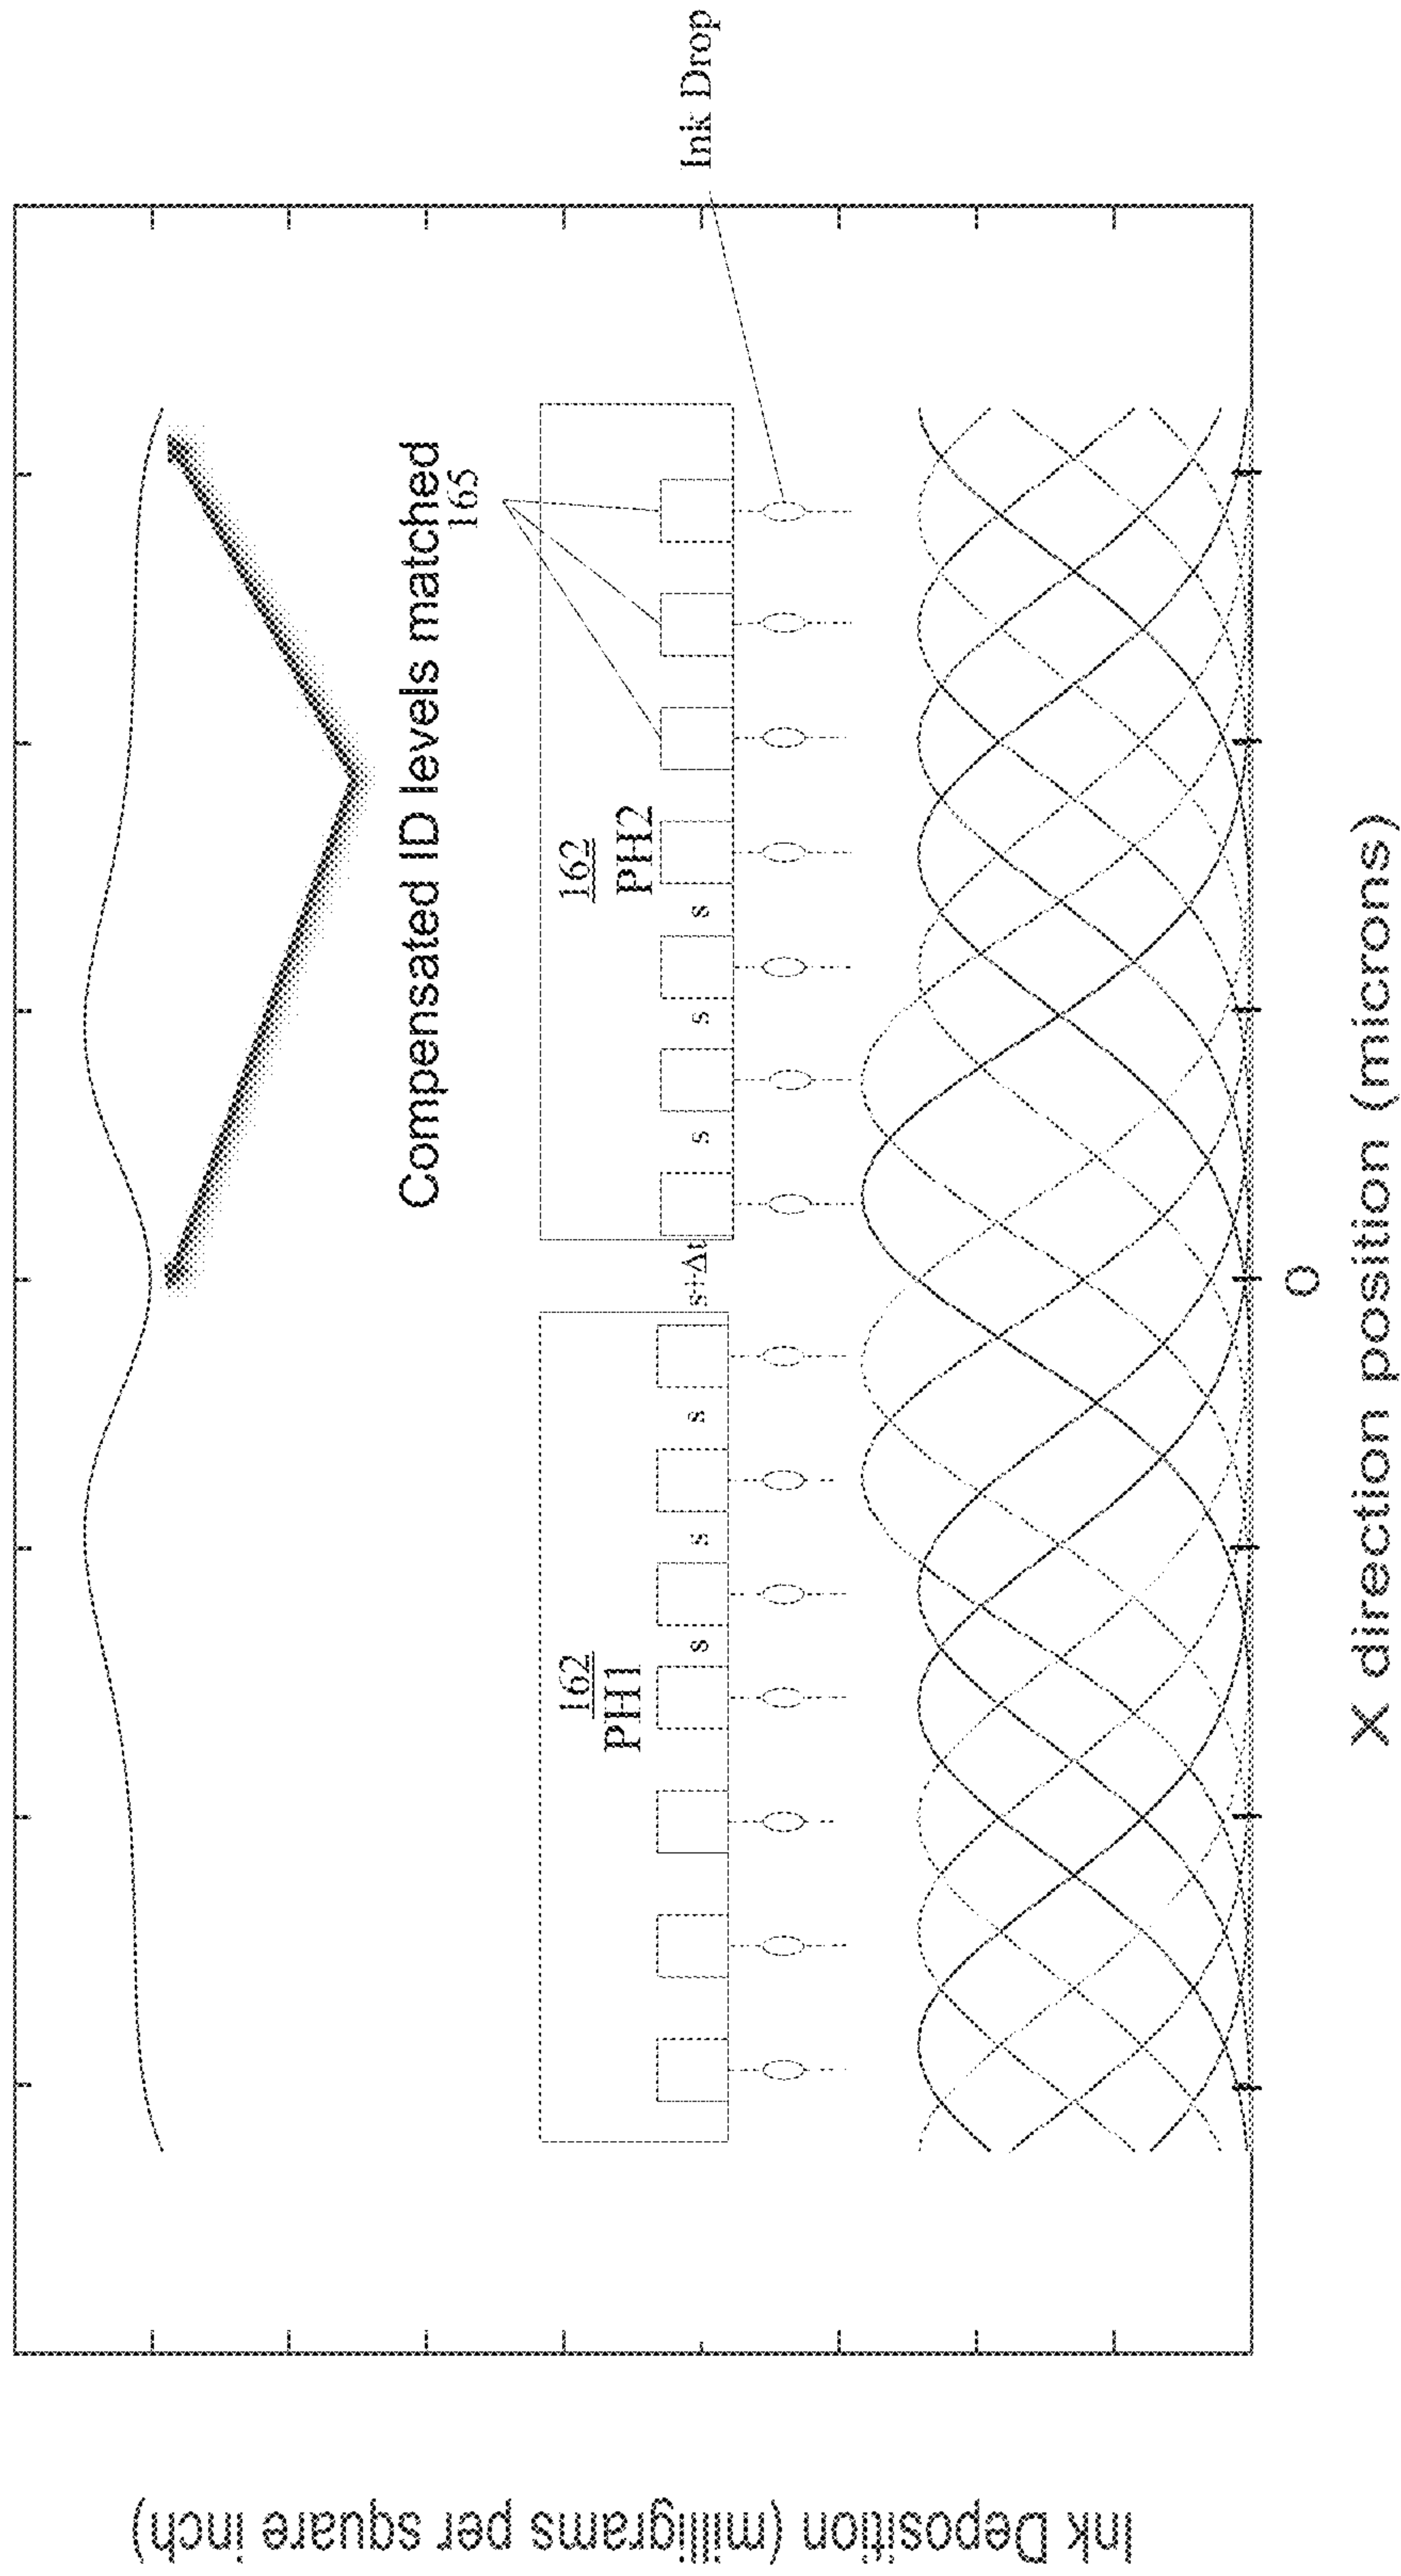 Ink Deposition (milligrams per square inch)
Compensated ID levels matched
165
162
PH1
162
PH2
s s s s+Δt s s s
Ink Drop
0
X direction position (microns)